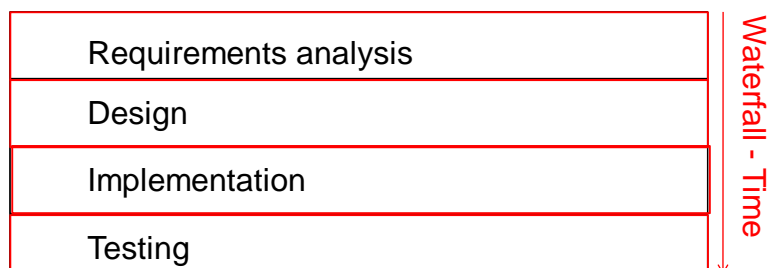 Requirements analysis
Design
Implementation
Testing
Waterfall - Time